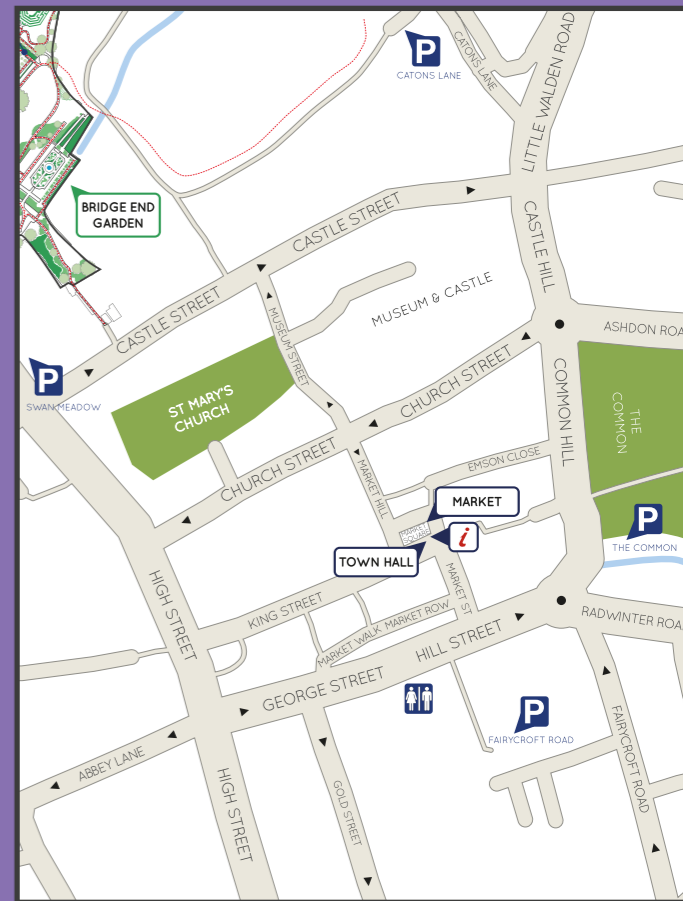 P
CATONS LANE
CATONS LANE
LITTLE WALDEN ROAD
BRIDGE END
GARDEN
CASTLE STREET
CASTLE HILL
MUSEUM & CASTLE
CASTLE STREET
MUSEUM STREET
ASHDON ROA
P
SWAN MEADOW
ST MARY'S
CHURCH
CHURCH STREET
COMMON HILL
THE
COMMON
CHURCH STREET
MARKET HILL
EMSON CLOSE
MARKET
MARKET
SQUARE
i
P
THE COMMON
TOWN HALL
HIGH STREET
KING STREET
MARKET ST
MARKET WALK
MARKET ROW
HILL STREET
RADWINTER ROA
GEORGE STREET
P
FAIRYCROFT ROAD
ABBEY LANE
HIGH STREET
GOLD STREET
FAIRYCROFT ROAD